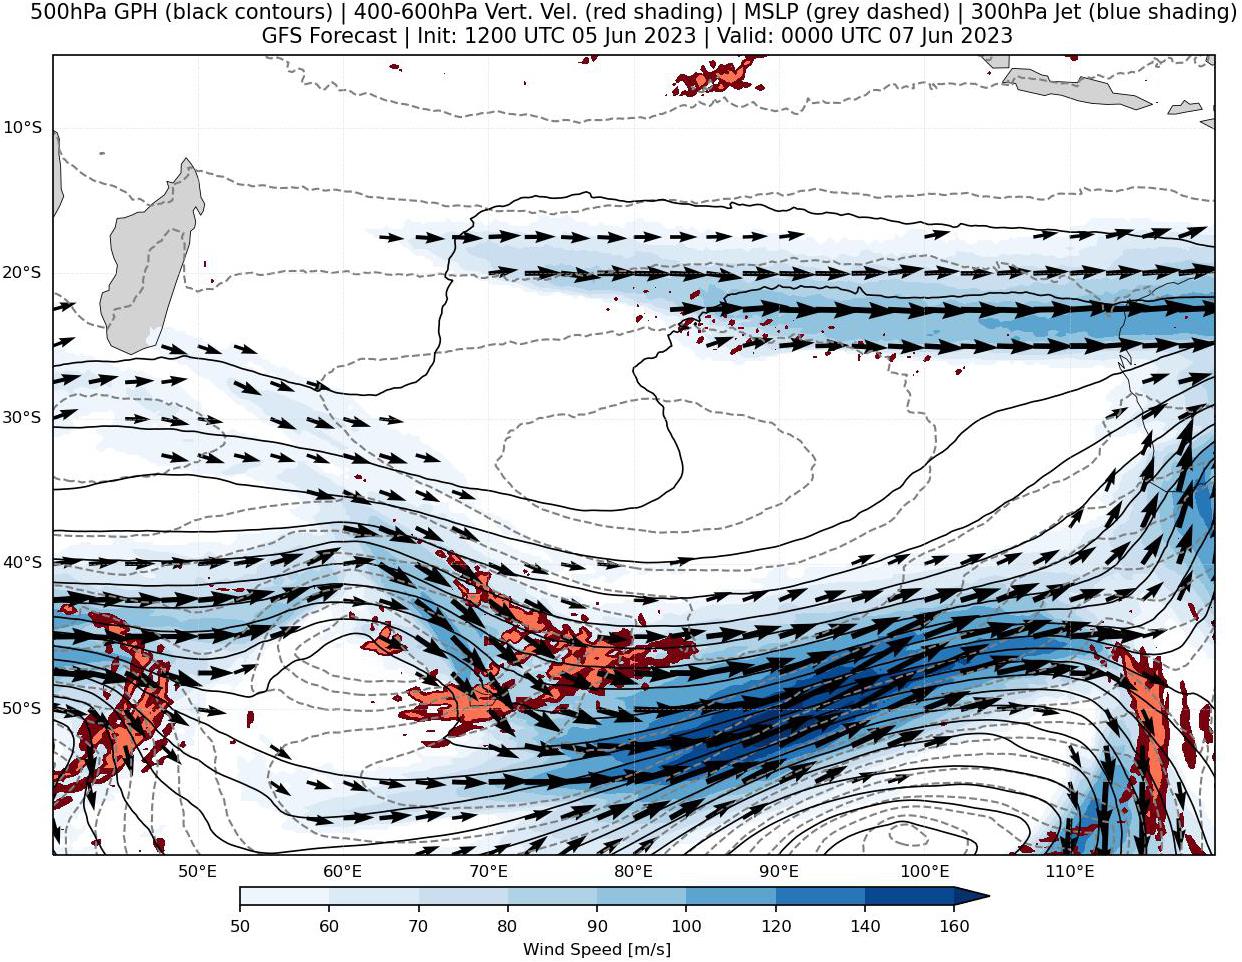 500hPa GPH (black contours) | 400-600hPa Vert. Vel. (red shading) | MSLP (grey dashed) | 300hPa Jet (blue shading)
GFS Forecast | Init: 1200 UTC 05 Jun 2023 | Valid: 0000 UTC 07 Jun 2023
10°S
20°S
30°S
40°S
50°S
50°E 60°E 70°E 80°E 90°E 100°E 110°E
50 60 70 80 90 100 120 140 160
Wind Speed [m/s]